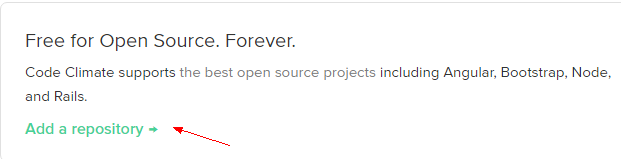 Free for Open Source. Forever.
Code Climate supports the best open source projects including Angular, Bootstrap, Node,
and Rails.
Add a repository →